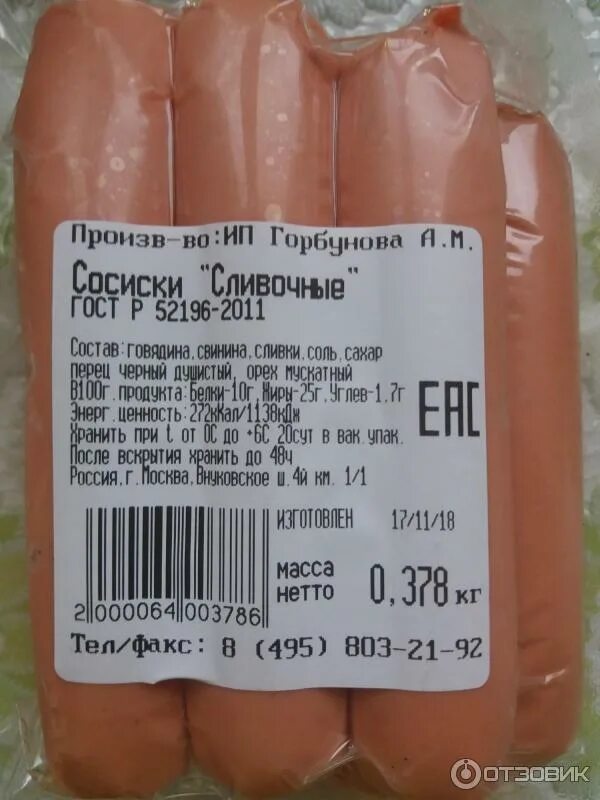 Произв-во:ИП Горбунова А.М.
Сосиски "Сливочные"
ГОСТ Р 52196-2011
Состав:говядина,свинина,сливки,соль,сахар
перец черный душистый, орех мускатный
В100г.продукта:Белки-10г,Жиры-25г,Углев-1,7г
Энерг.ценность:272кКал/1138кДж
Хранить при t. от 0С до +6С 20сут в вак.упак.
После вскрытия хранить до 48ч
Россия,г.Москва,Внуковское ш.4й км. 1/1
EAC
ИЗГОТОВЛЕН 17/11/18
масса нетто 0,378 кг
2 000064 003786
Тел/факс: 8 (495) 803-21-92
ОТЗОВИК